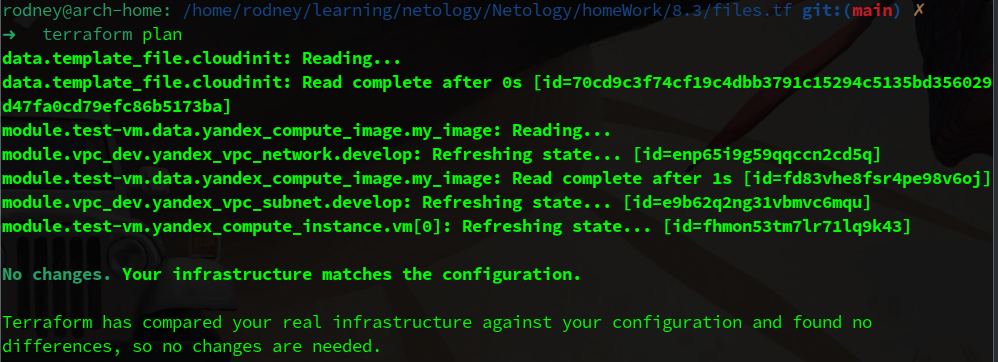 rodney@arch-home: /home/rodney/learning/netology/Netology/homeWork/8.3/files.tf git:(main) ✗
➜   terraform plan
data.template_file.cloudinit: Reading...
data.template_file.cloudinit: Read complete after 0s [id=70cd9c3f74cf19c4dbb3791c15294c5135bd356029
d47fa0cd79efc86b5173ba]
module.test-vm.data.yandex_compute_image.my_image: Reading...
module.vpc_dev.yandex_vpc_network.develop: Refreshing state... [id=enp65i9g59qqccn2cd5q]
module.test-vm.data.yandex_compute_image.my_image: Read complete after 1s [id=fd83vhe8fsr4pe98v6oj]
module.vpc_dev.yandex_vpc_subnet.develop: Refreshing state... [id=e9b62q2ng31vbmvc6mqu]
module.test-vm.yandex_compute_instance.vm[0]: Refreshing state... [id=fhmon53tm7lr71lq9k43]
No changes. Your infrastructure matches the configuration.
Terraform has compared your real infrastructure against your configuration and found no
differences, so no changes are needed.